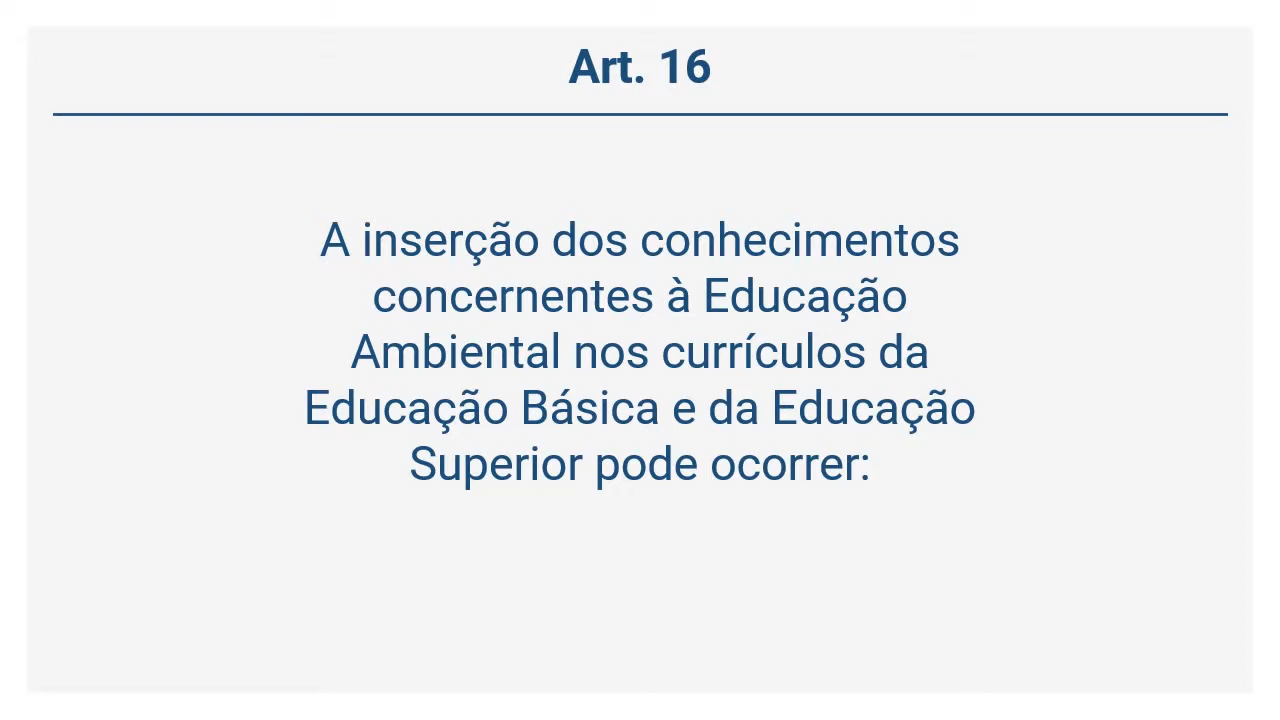 Art. 16
A inserção dos conhecimentos
concernentes à Educação
Ambiental nos currículos da
Educação Básica e da Educação
Superior pode ocorrer: